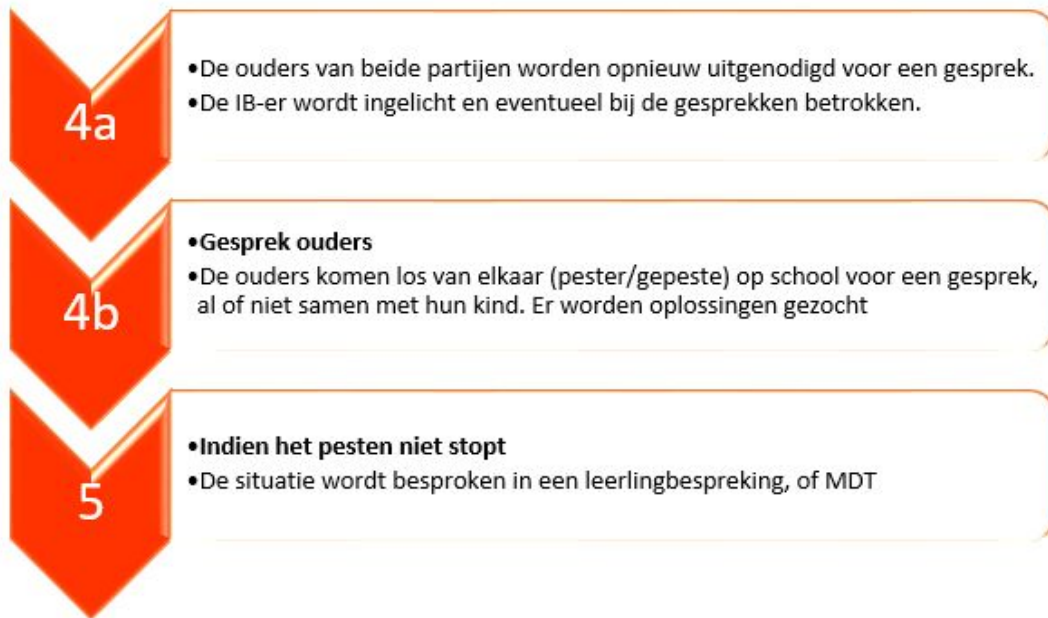 4a
•De ouders van beide partijen worden opnieuw uitgenodigd voor een gesprek.
•De IB-er wordt ingelicht en eventueel bij de gesprekken betrokken.
4b
•Gesprek ouders
•De ouders komen los van elkaar (pester/gepeste) op school voor een gesprek,
al of niet samen met hun kind. Er worden oplossingen gezocht
5
•Indien het pesten niet stopt
•De situatie wordt besproken in een leerlingbespreking, of MDT